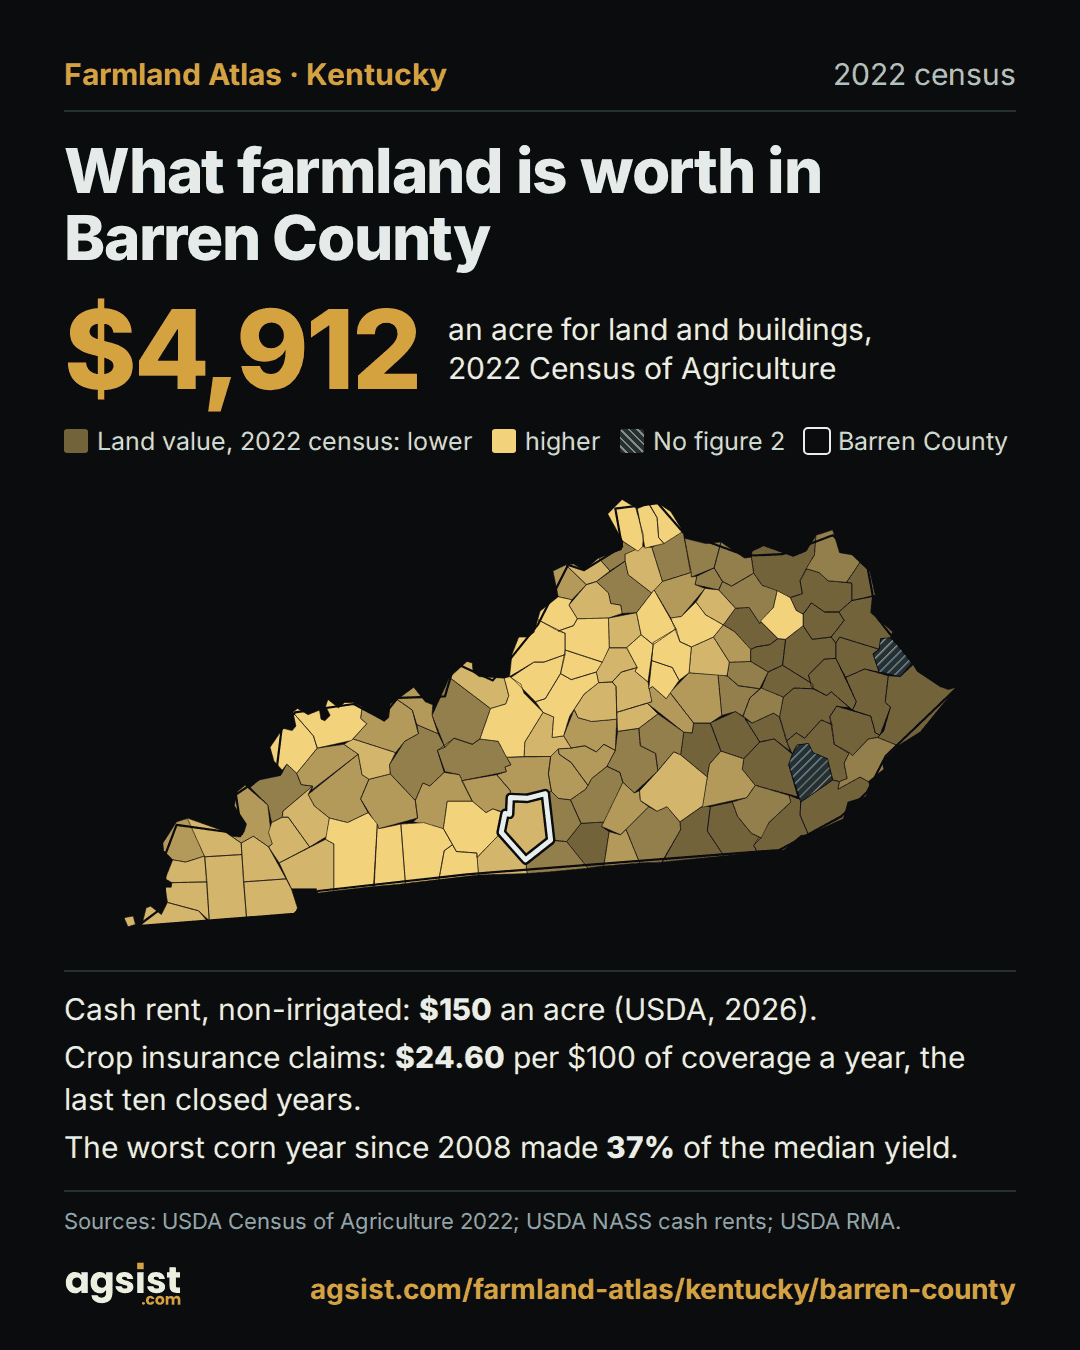 Farmland Atlas · Kentucky
2022 census
What farmland is worth in
Barren County
$4,912
an acre for land and buildings,
2022 Census of Agriculture
Land value, 2022 census: lower
higher
No figure 2
Barren County
Cash rent, non-irrigated: $150 an acre (USDA, 2026).
Crop insurance claims: $24.60 per $100 of coverage a year, the
last ten closed years.
The worst corn year since 2008 made 37% of the median yield.
Sources: USDA Census of Agriculture 2022; USDA NASS cash rents; USDA RMA.
agsist
.com
agsist.com/farmland-atlas/kentucky/barren-county